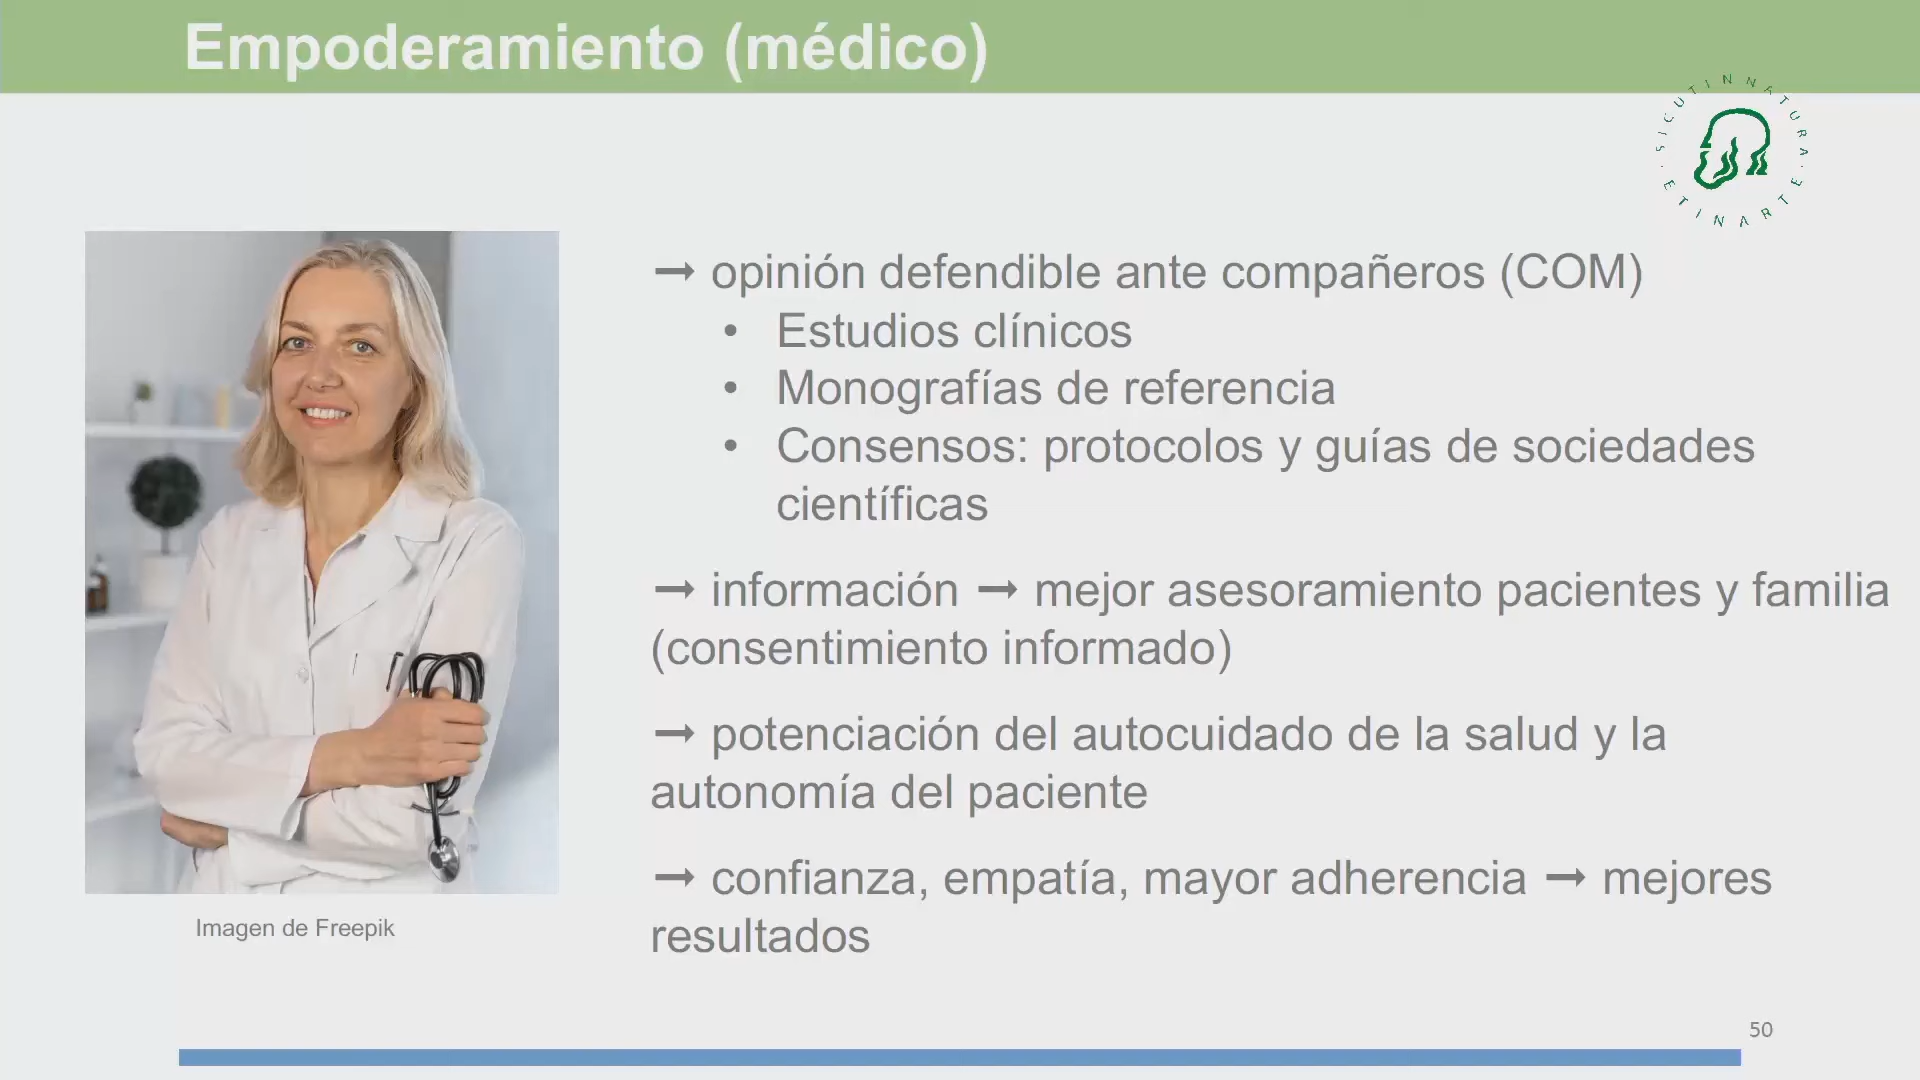 Empoderamiento (médico)
SICUT IN NATURA · ET IN ARTE ·
→ opinión defendible ante compañeros (COM)
• Estudios clínicos
• Monografías de referencia
• Consensos: protocolos y guías de sociedades
científicas
→ información → mejor asesoramiento pacientes y familia
(consentimiento informado)
→ potenciación del autocuidado de la salud y la
autonomía del paciente
→ confianza, empatía, mayor adherencia → mejores
resultados
Imagen de Freepik
50